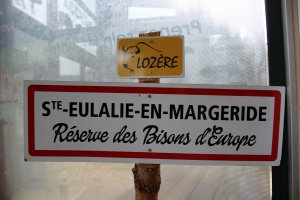 LOZÈRE
STE-EULALIE-EN-MARGERIDE
Réserve des Bisons d'Europe